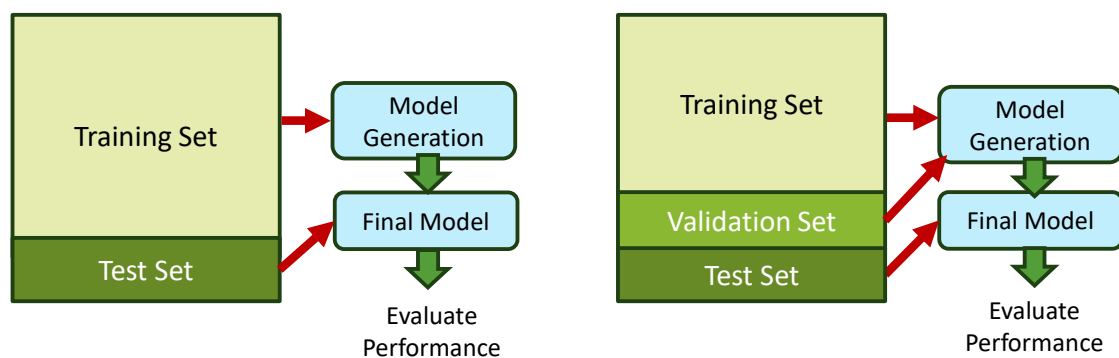 Training Set
Test Set
Model
Generation
Final Model
Evaluate
Performance
Training Set
Validation Set
Test Set
Model
Generation
Final Model
Evaluate
Performance